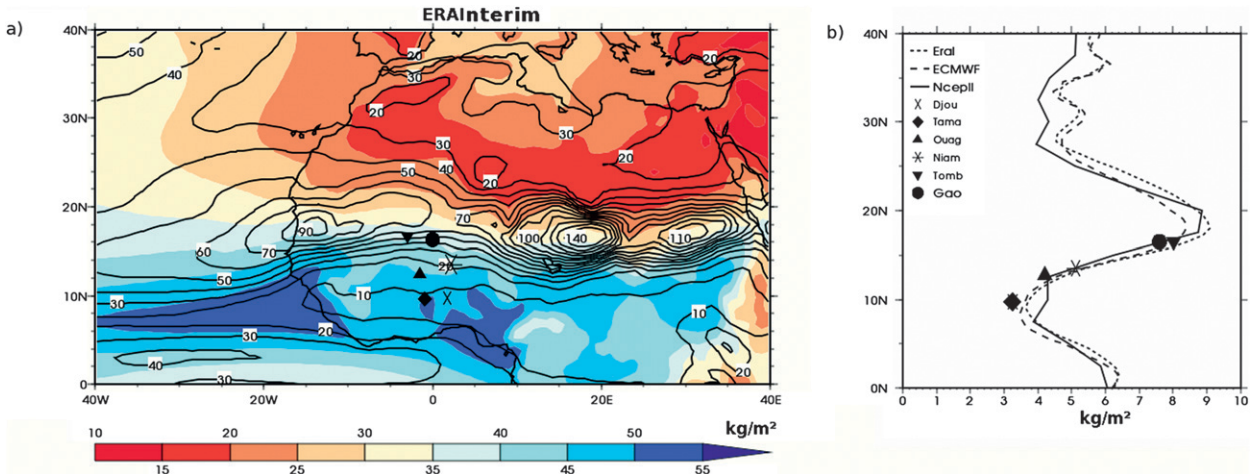 a)
ERAInterim
40N
30N
20N
10N
0
40W
20W
0
20E
40E
50
40
20
30
20
30
20
30
50
40
20
70
90
60
70
100
140
110
50
20
10
10
30
30
20
40
30
20
kg/m²
10
20
30
40
50
15
25
35
45
55
b)
40N
30N
20N
10N
0N
EraI
ECMWF
NcepII
Djou
Tama
Ouag
Niam
Tomb
Gao
0 1 2 3 4 5 6 7 8 9 10
kg/m²